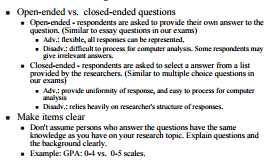 Open-ended vs. closed-ended questions
Open-ended - respondents are asked to provide their own answer to the
question. (Similar to essay questions in our exams)
Adv.: flexible, all responses can be represented.
Disadv.: difficult to process for computer analysis. Some respondents may
give irrelevant answers.
Closed-ended - respondents are asked to select a answer from a list
provided by the researchers. (Similar to multiple choice questions in
our exams)
Adv.: provide uniformity of response, and easy to process for computer
analysis
Disadv.: relies heavily on researcher's structure of responses.
Make items clear
Don't assume persons who answer the questions have the same
knowledge as you have on your research topic. Explain questions and
the background clearly.
Example: GPA: 0-4 vs. 0-5 scales.